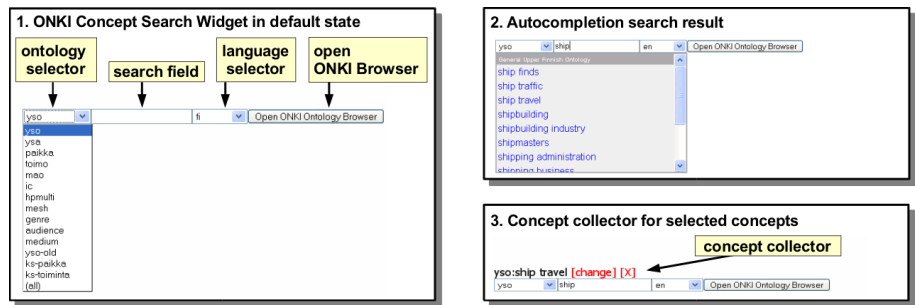 1. ONKI Concept Search Widget in default state
ontology selector
search field
language selector
open ONKI Browser
yso
fi
Open ONKI Ontology Browser
yso
ysa
paikka
toimo
mao
ic
hpmulti
mesh
genre
audience
medium
yso-old
ks-paikka
ks-toiminta
(all)
2. Autocompletion search result
yso ship en Open ONKI Ontology Browser
General Upper Finnish Ontology
ship finds
ship traffic
ship travel
shipbuilding
shipbuilding industry
shipmasters
shipping administration
shipping business
3. Concept collector for selected concepts
concept collector
yso:ship travel [change] [X]
yso ship en Open ONKI Ontology Browser